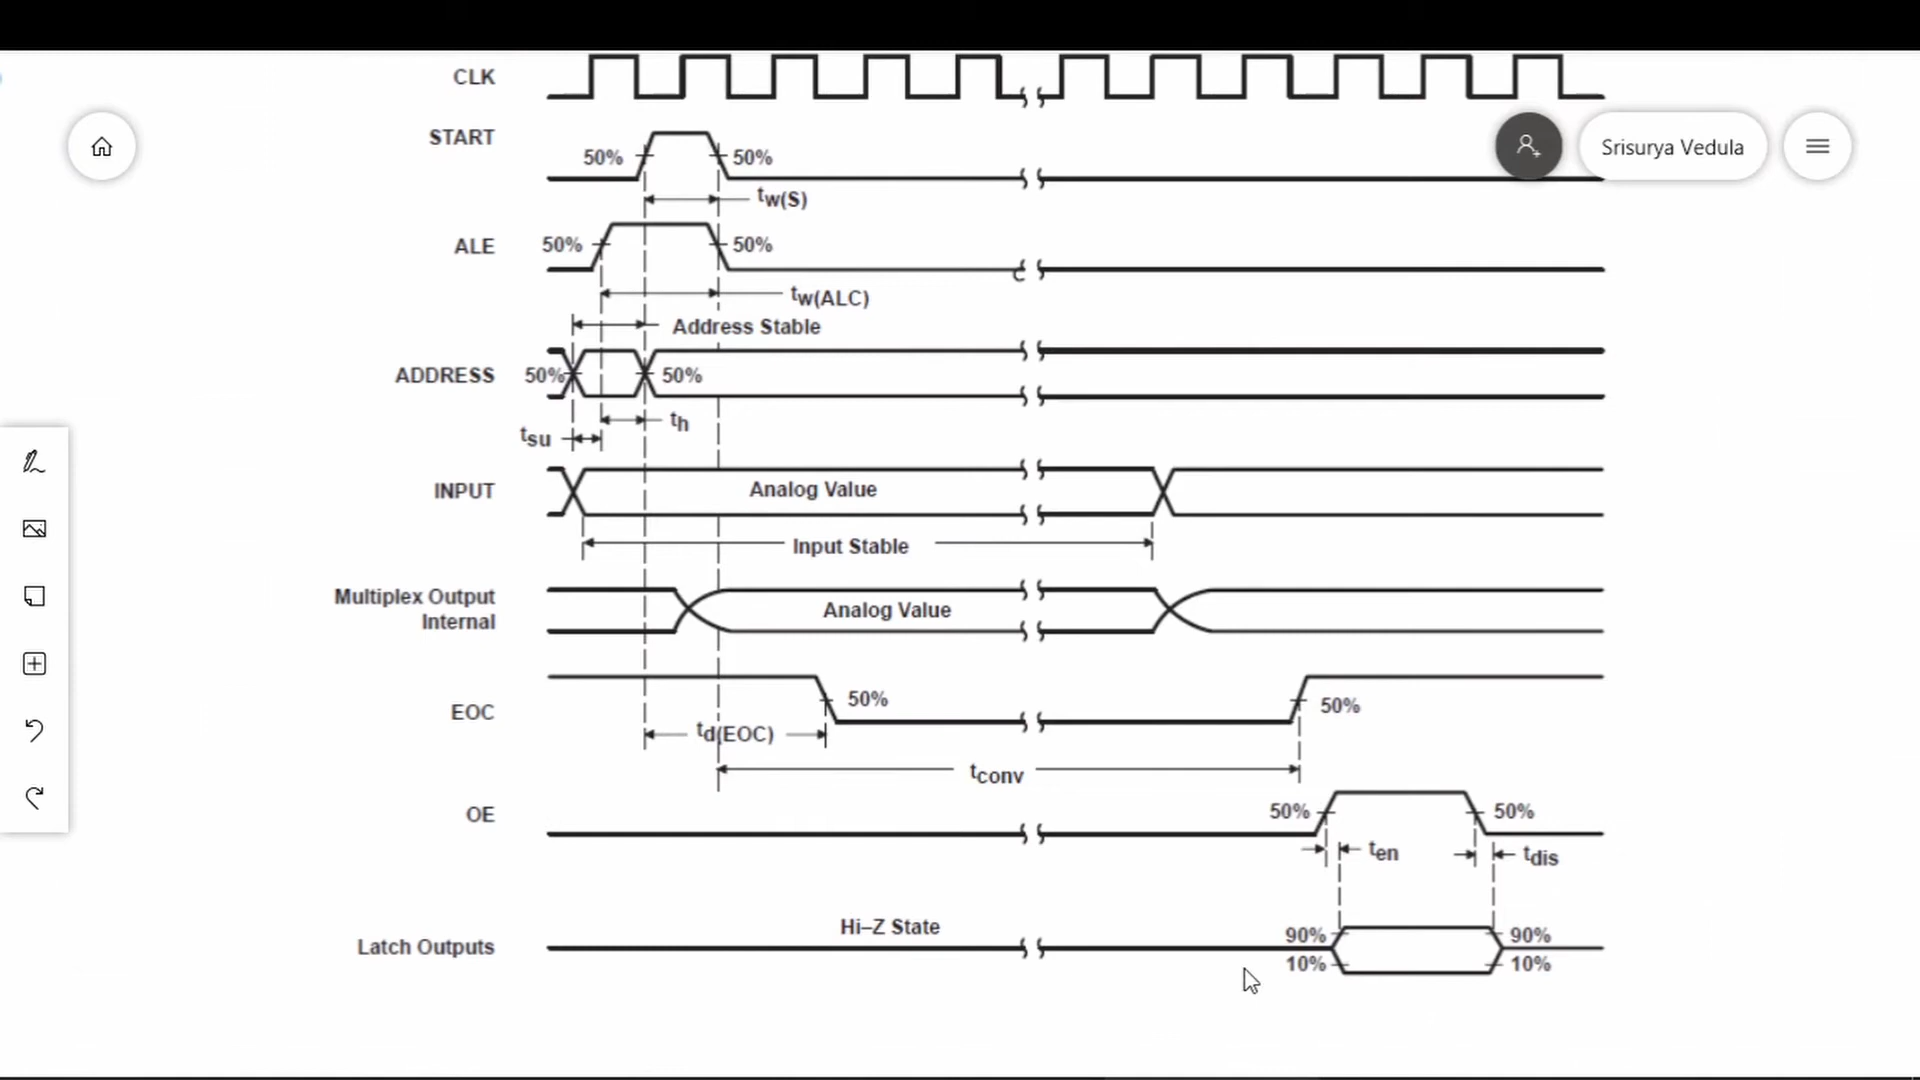 CLK
START
50%
50%
Srisurya Vedula
tw(S)
ALE
50%
50%
tw(ALC)
Address Stable
ADDRESS
50%
50%
th
tsu
INPUT
Analog Value
Input Stable
Multiplex Output
Internal
Analog Value
EOC
50%
50%
td(EOC)
tconv
OE
50%
50%
ten
tdis
Hi–Z State
Latch Outputs
90%
90%
10%
10%